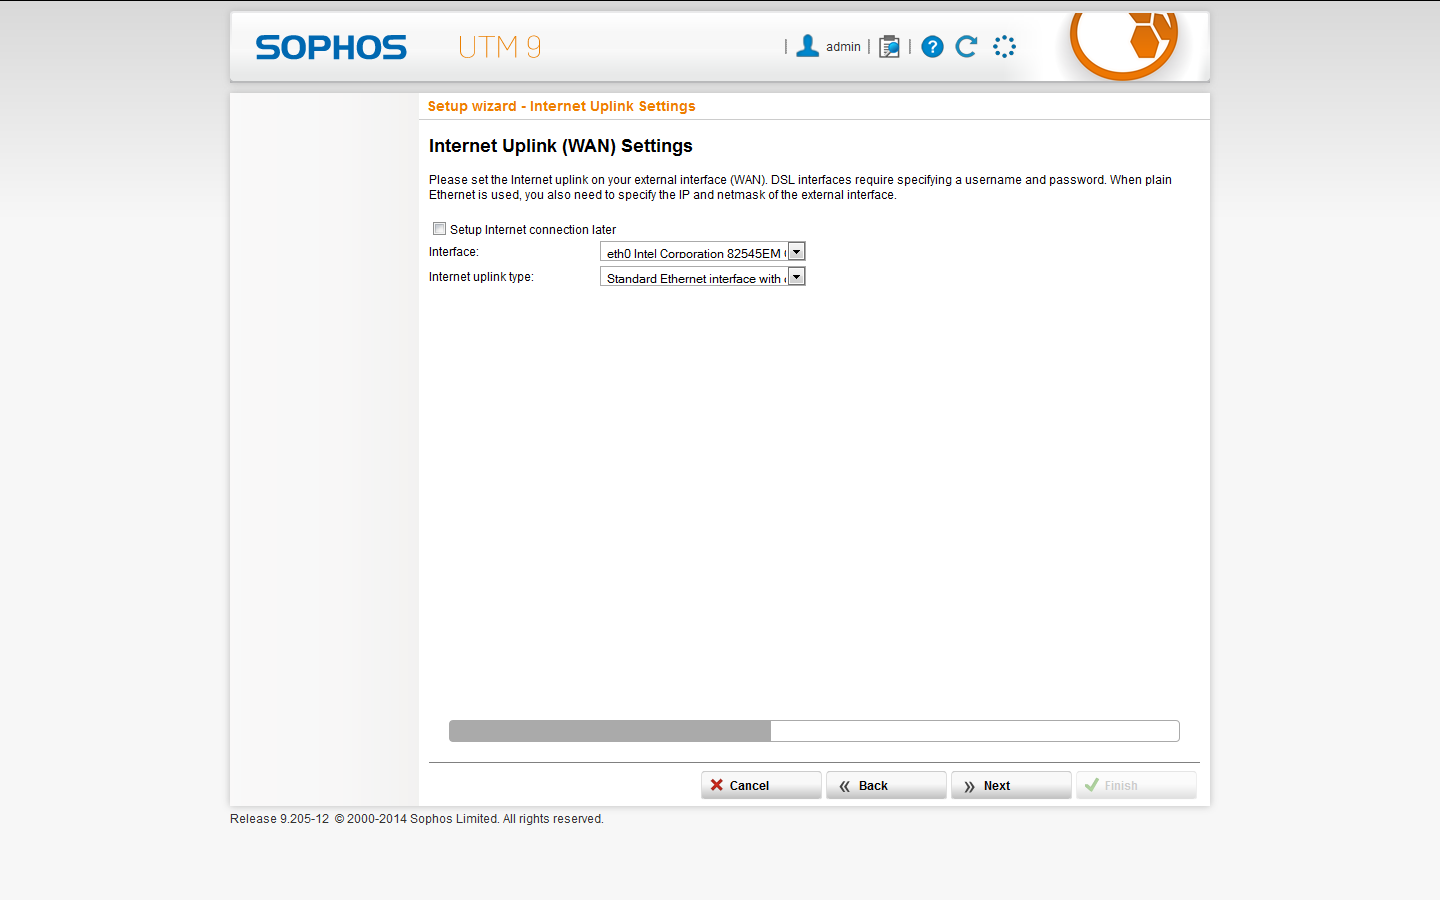 SOPHOS UTM 9 | admin | | ?
Setup wizard - Internet Uplink Settings
Internet Uplink (WAN) Settings
Please set the Internet uplink on your external interface (WAN). DSL interfaces require specifying a username and password. When plain
Ethernet is used, you also need to specify the IP and netmask of the external interface.
Setup Internet connection later
Interface: eth0 Intel Corporation 82545EM
Internet uplink type: Standard Ethernet interface with
Cancel « Back » Next Finish
Release 9.205-12 © 2000-2014 Sophos Limited. All rights reserved.